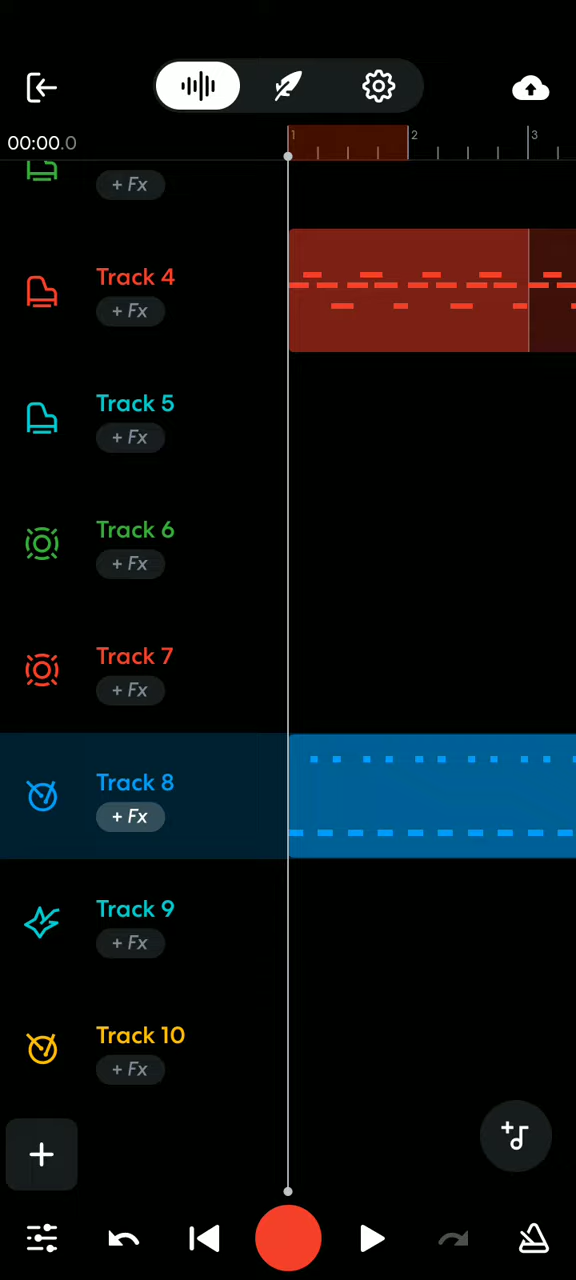 00:00.0
1
2
3
+ Fx
Track 4
+ Fx
Track 5
+ Fx
Track 6
+ Fx
Track 7
+ Fx
Track 8
+ Fx
Track 9
+ Fx
Track 10
+ Fx